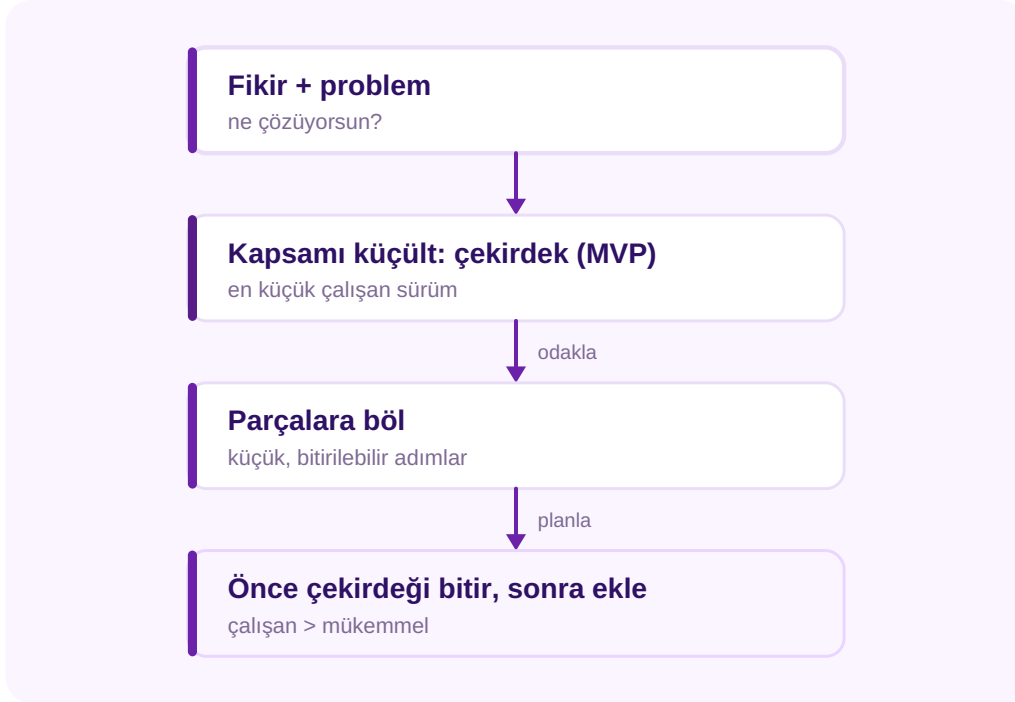 Fikir + problem
ne çözüyorsun?
Kapsamı küçült: çekirdek (MVP)
en küçük çalışan sürüm
odakla
Parçalara böl
küçük, bitirilebilir adımlar
planla
Önce çekirdeği bitir, sonra ekle
çalışan > mükemmel